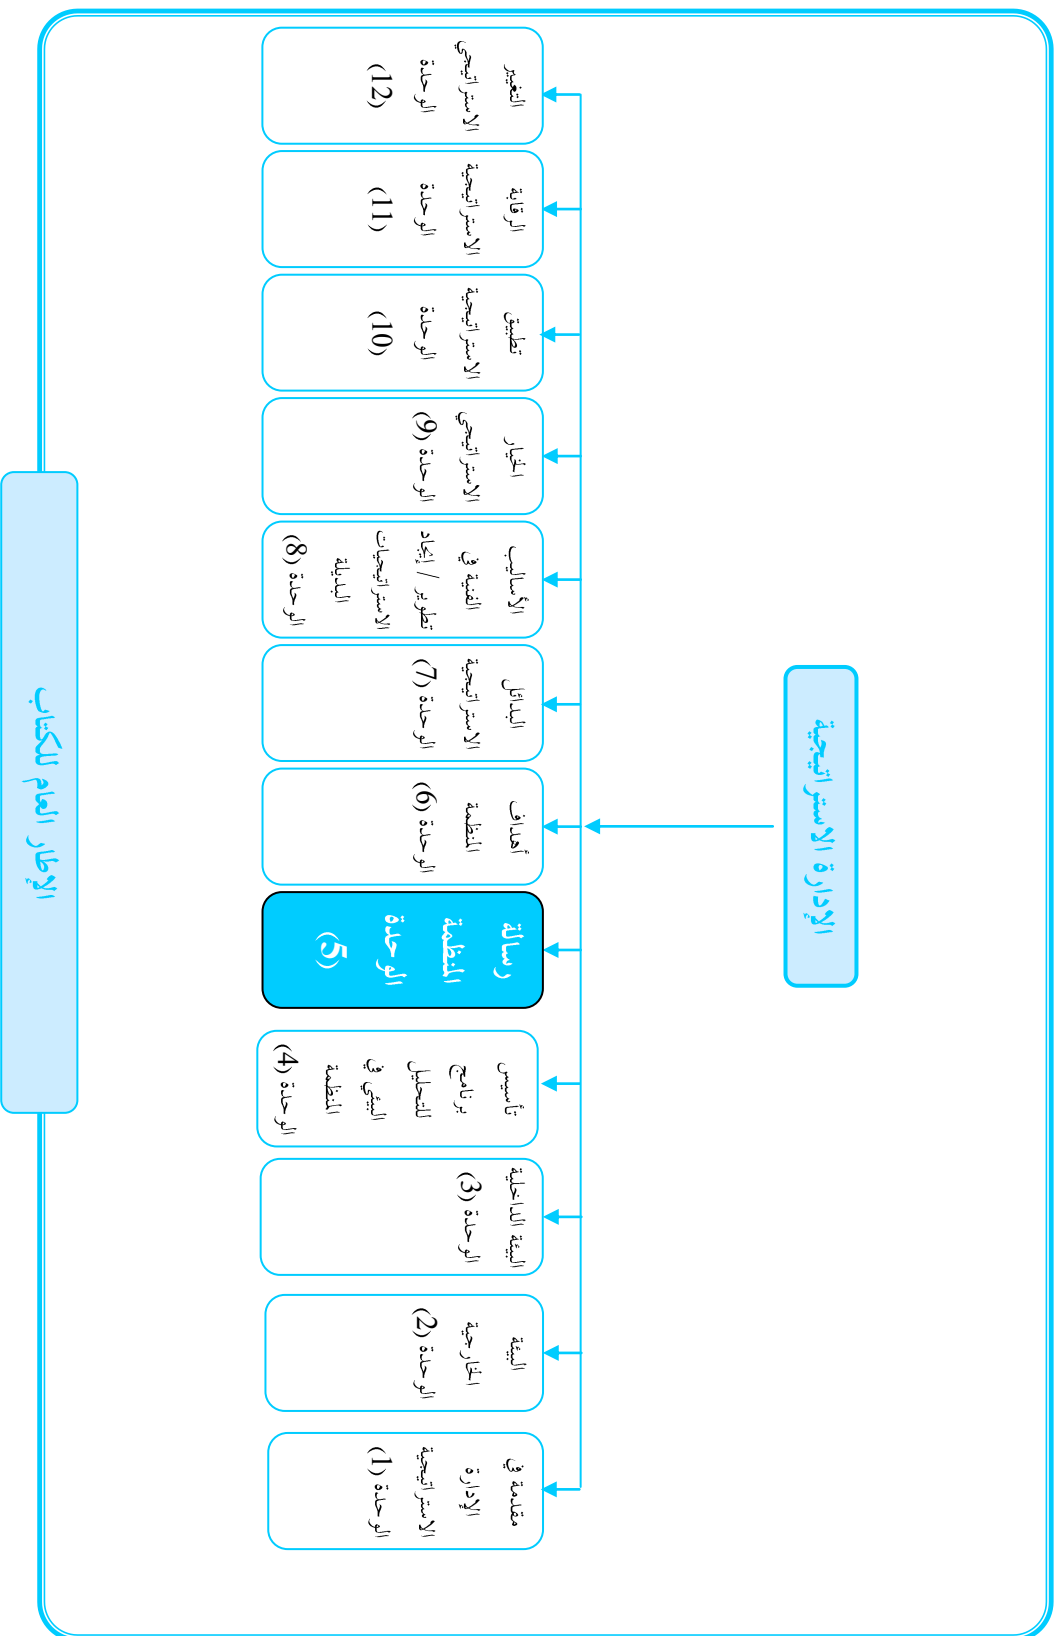 الإدارة الاستراتيجية
مقدمة في
الإدارة
الاستراتيجية
الوحدة (1)
البيئة
الخارجية
الوحدة (2)
البيئة الداخلية
الوحدة (3)
تأسيس
برنامج
للتحليل
البيئي في
المنظمة
الوحدة (4)
رسالة
المنظمة
الوحدة
(5)
أهداف
المنظمة
الوحدة (6)
البدائل
الاستراتيجية
الوحدة (7)
الأساليب
الفنية في
تطوير / إيجاد
الاستراتيجيات
البديلة
الوحدة (8)
الخيار
الاستراتيجي
الوحدة (9)
تطبيق
الاستراتيجية
الوحدة
(10)
الرقابة
الاستراتيجية
الوحدة
(11)
التغيير
الاستراتيجي
الوحدة
(12)
الإطار العام للكتاب